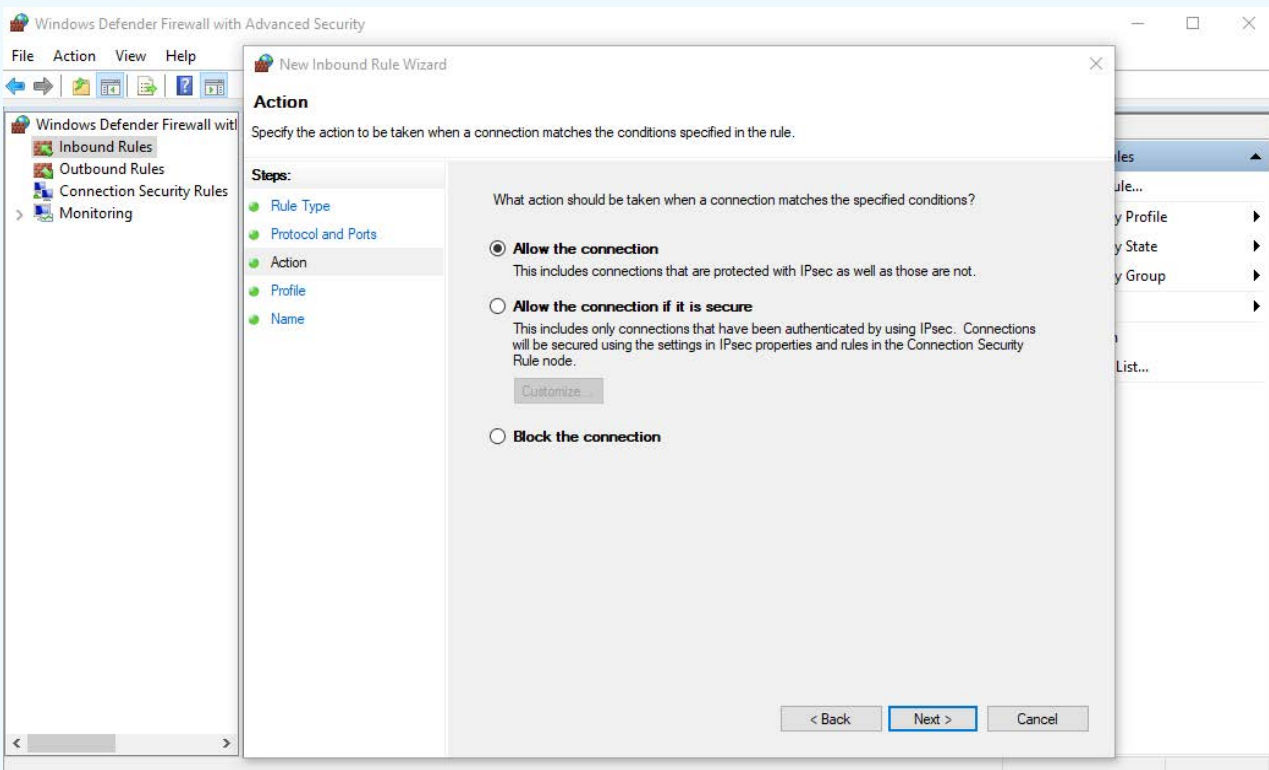 Windows Defender Firewall with Advanced Security
File Action View Help
Windows Defender Firewall witl
Inbound Rules
Outbound Rules
Connection Security Rules
Monitoring
New Inbound Rule Wizard
Action
Specify the action to be taken when a connection matches the conditions specified in the rule.
Steps:
Rule Type
Protocol and Ports
Action
Profile
Name
What action should be taken when a connection matches the specified conditions?
Allow the connection
This includes connections that are protected with IPsec as well as those are not.
Allow the connection if it is secure
This includes only connections that have been authenticated by using IPsec. Connections
will be secured using the settings in IPsec properties and rules in the Connection Security
Rule node.
Customize...
Block the connection
< Back Next > Cancel
les
ule...
y Profile
y State
y Group
List...